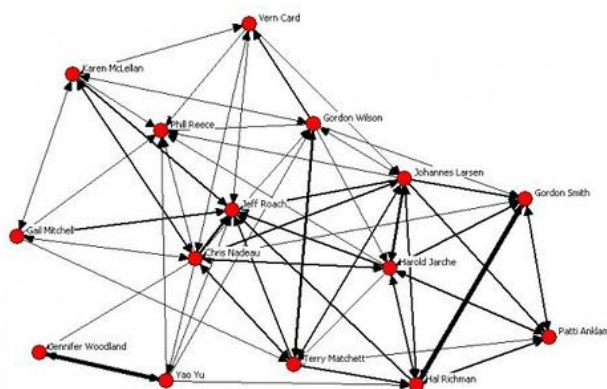 Vern Card
Karen McLellan
Phill Reece
Gordon Wilson
Johannes Larsen
Gordon Smith
Jeff Roach
Gail Mitchell
Chris Nadeau
Harold Jarche
Patti Anklam
Gennifer Woodland
Yao Yu
Terry Matchett
Hal Richman